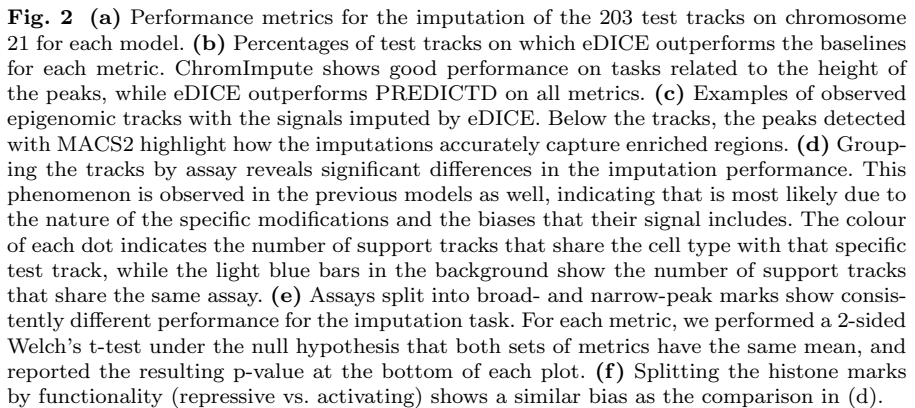 Fig. 2 (a) Performance metrics for the imputation of the 203 test tracks on chromosome
21 for each model. (b) Percentages of test tracks on which eDICE outperforms the baselines
for each metric. ChromImpute shows good performance on tasks related to the height of
the peaks, while eDICE outperforms PREDICTD on all metrics. (c) Examples of observed
epigenomic tracks with the signals imputed by eDICE. Below the tracks, the peaks detected
with MACS2 highlight how the imputations accurately capture enriched regions. (d) Group-
ing the tracks by assay reveals significant differences in the imputation performance. This
phenomenon is observed in the previous models as well, indicating that is most likely due to
the nature of the specific modifications and the biases that their signal includes. The colour
of each dot indicates the number of support tracks that share the cell type with that specific
test track, while the light blue bars in the background show the number of support tracks
that share the same assay. (e) Assays split into broad- and narrow-peak marks show consis-
tently different performance for the imputation task. For each metric, we performed a 2-sided
Welch's t-test under the null hypothesis that both sets of metrics have the same mean, and
reported the resulting p-value at the bottom of each plot. (f) Splitting the histone marks
by functionality (repressive vs. activating) shows a similar bias as the comparison in (d).